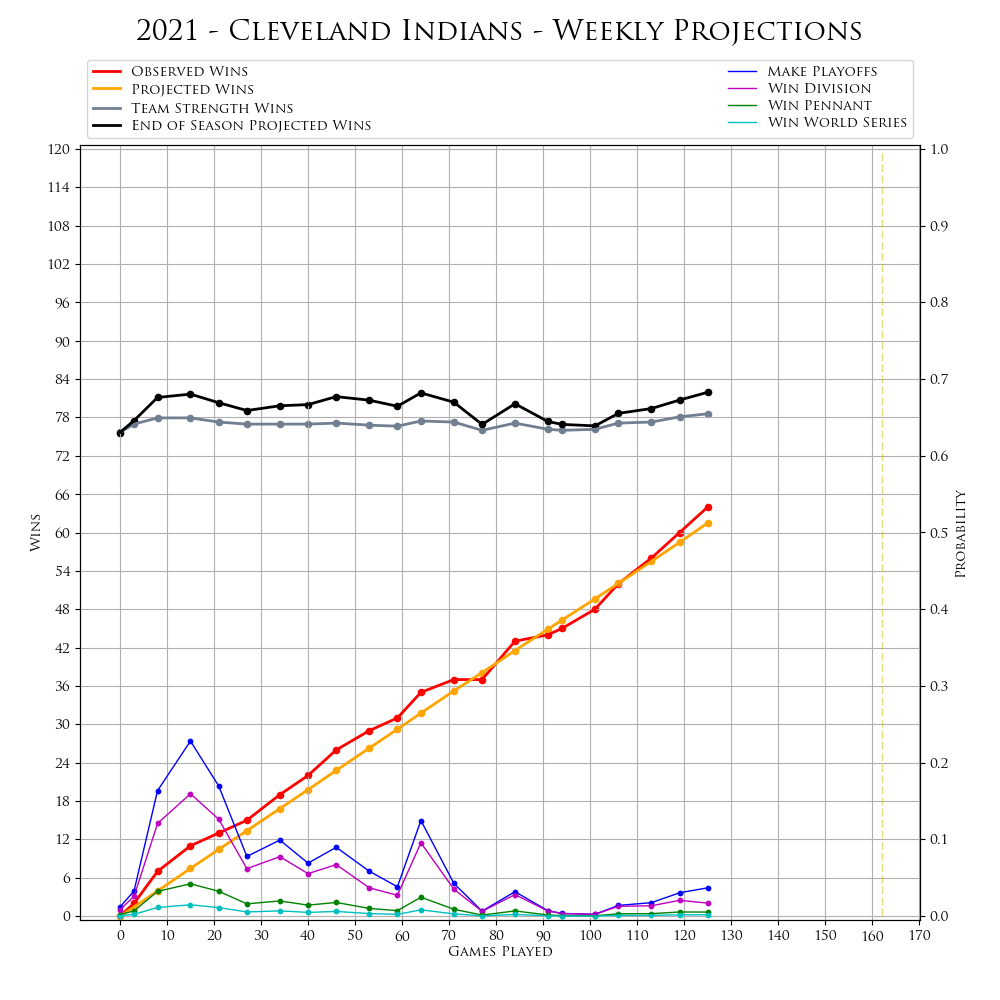 2021 - Cleveland Indians - Weekly Projections
Observed Wins
Projected Wins
Team Strength Wins
End of Season Projected Wins
Make Playoffs
Win Division
Win Pennant
Win World Series
120
114
108
102
96
90
84
78
72
66
60
54
48
42
36
30
24
18
12
6
0
Wins
1.0
0.9
0.8
0.7
0.6
0.5
0.4
0.3
0.2
0.1
0.0
Probability
0 10 20 30 40 50 60 70 80 90 100 110 120 130 140 150 160 170
Games Played